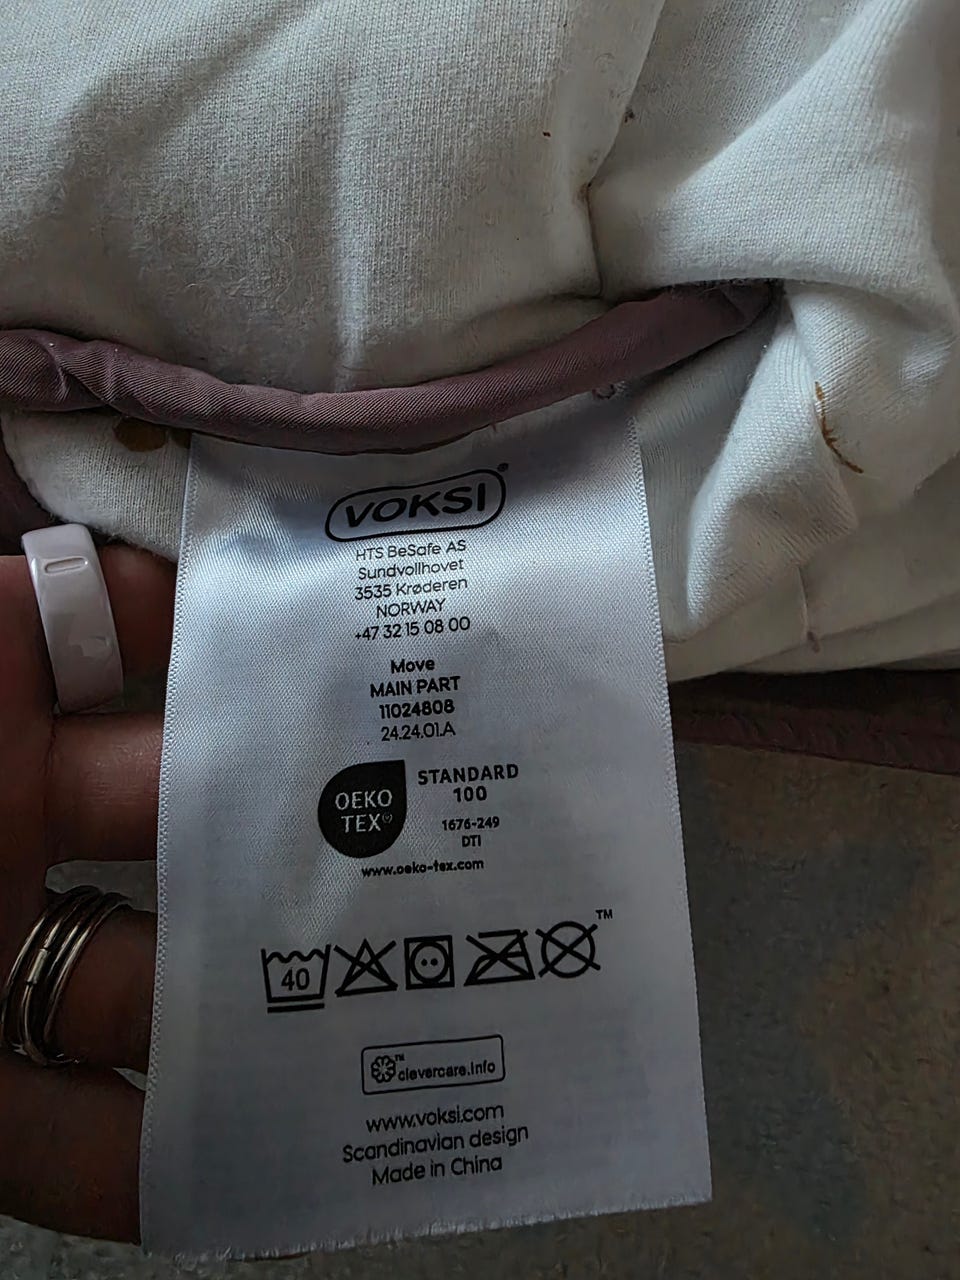 VOKSI®
HTS BeSafe AS
Sundvollhovet
3535 Krøderen
NORWAY
+47 32 15 08 00
Move
MAIN PART
11024808
24.24.01.A
OEKO
TEX®
STANDARD
100
1676-249
DTI
www.oeko-tex.com
40
™
™ clevercare.info
www.voksi.com
Scandinavian design
Made in China